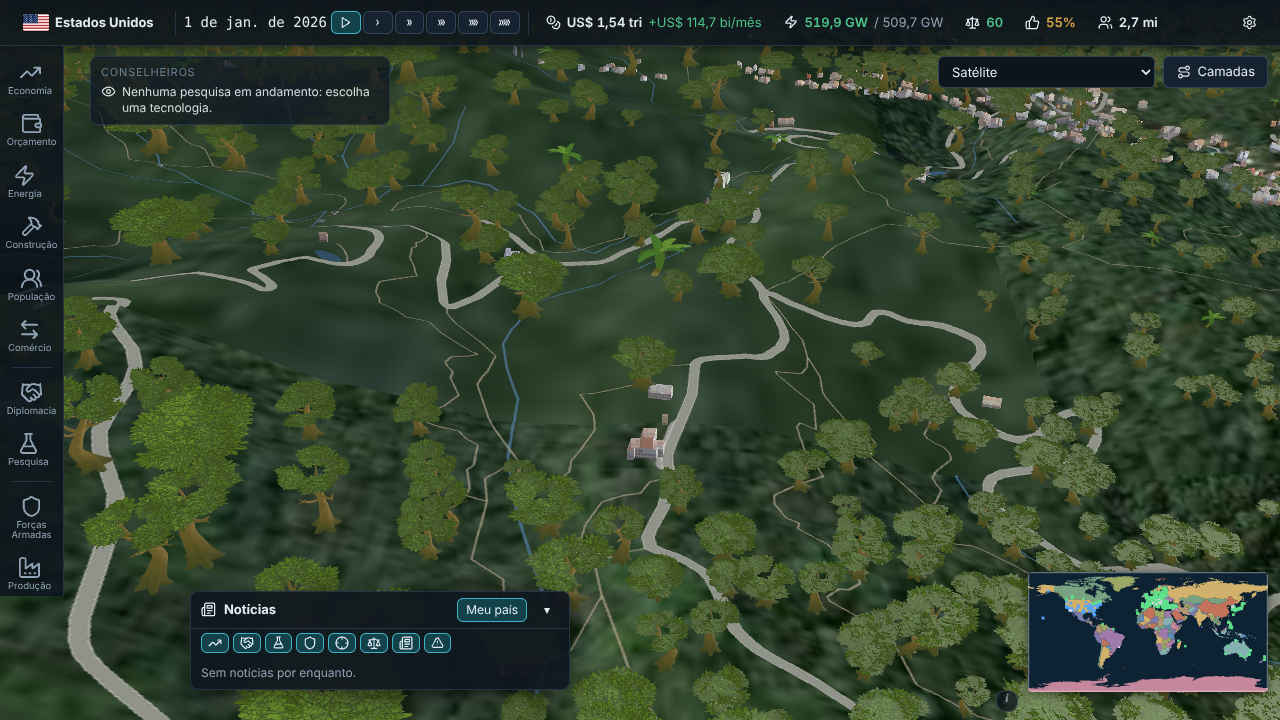 Estados Unidos
1 de jan. de 2026
US$ 1,54 tri +US$ 114,7 bi/mês
519,9 GW / 509,7 GW
60
55%
2,7 mi
Economia
Orçamento
Energia
Construção
População
Comércio
Diplomacia
Pesquisa
Forças
Armadas
Produção
CONSELHEIROS
Nenhuma pesquisa em andamento: escolha
uma tecnologia.
Satélite
Camadas
Notícias
Meu país
Sem notícias por enquanto.
i